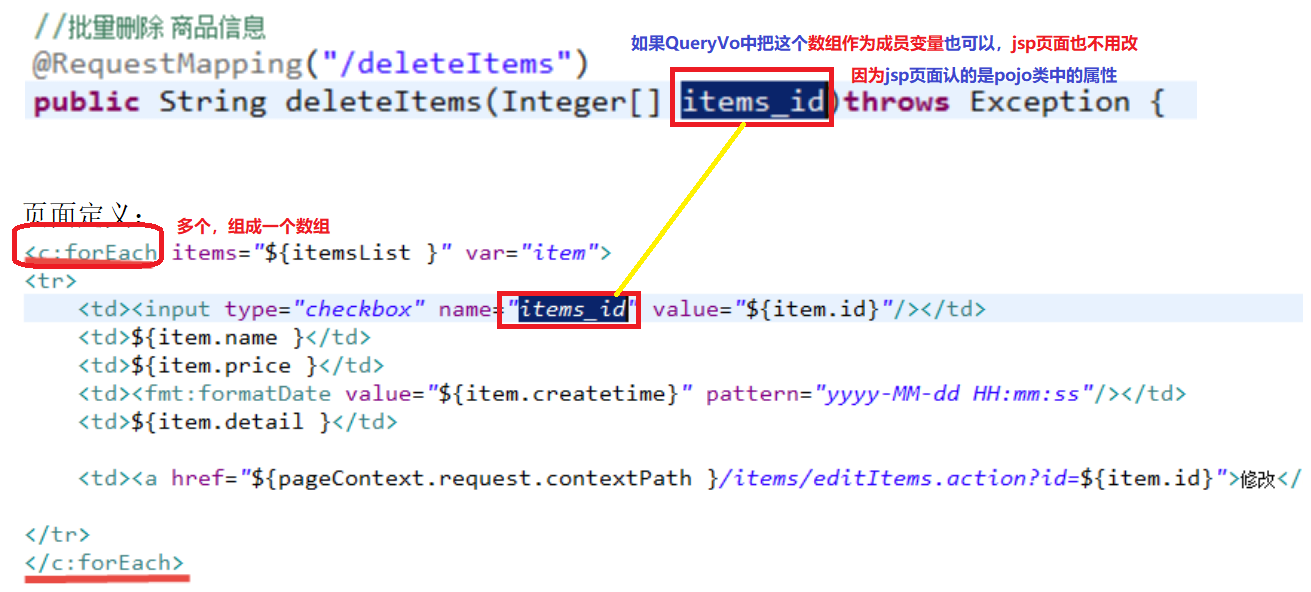 //批量删除 商品信息
如果QueryVo中把这个数组作为成员变量也可以，jsp页面也不用改
@RequestMapping("/deleteItems")
因为jsp页面认的是pojo类中的属性
public String deleteItems(Integer[] items_id)throws Exception {
页面定义：
多个，组成一个数组
<c:forEach items="${itemsList }" var="item">
<tr>
<td><input type="checkbox" name="items_id" value="${item.id}"/></td>
<td>${item.name }</td>
<td>${item.price }</td>
<td><fmt:formatDate value="${item.createtime}" pattern="yyyy-MM-dd HH:mm:ss"/></td>
<td>${item.detail }</td>
<td><a href="${pageContext.request.contextPath }/items/editItems.action?id=${item.id}">修改</
</tr>
</c:forEach>